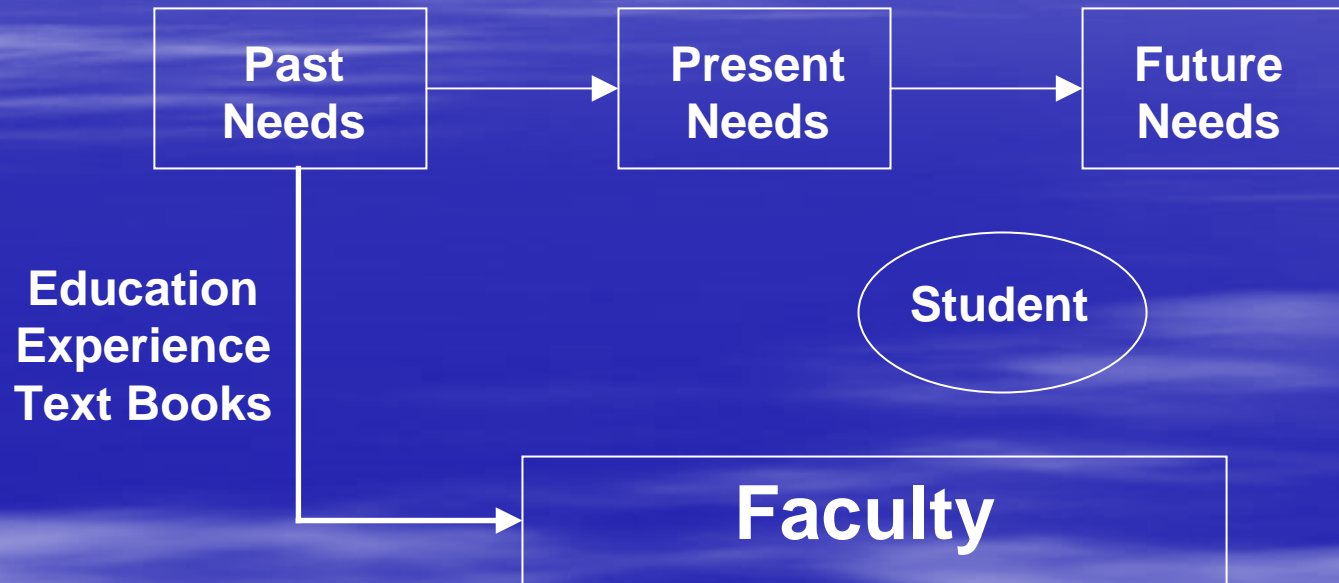 Past
Needs
Present
Needs
Future
Needs
Education
Experience
Text Books
Student
Faculty